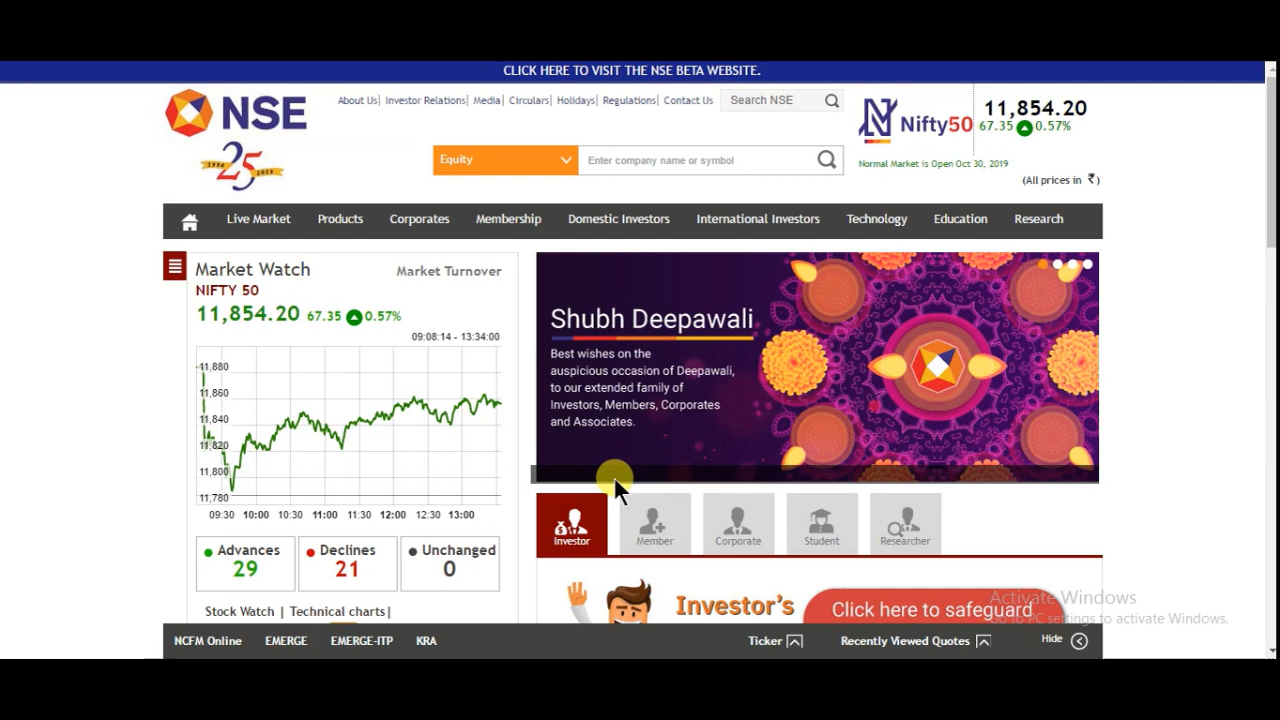 CLICK HERE TO VISIT THE NSE BETA WEBSITE.
NSE
1994 25 2019
About Us| Investor Relations| Media| Circulars| Holidays| Regulations| Contact Us
Search NSE
Equity
Enter company name or symbol
Nifty50
11,854.20
67.35 0.57%
Normal Market is Open Oct 30, 2019
(All prices in ₹)
Live Market Products Corporates Membership Domestic Investors International Investors Technology Education Research
Market Watch Market Turnover
NIFTY 50
11,854.20 67.35 0.57%
09:08:14 - 13:34:00
11,880
11,860
11,840
11,820
11,800
11,780
09:30 10:00 10:30 11:00 11:30 12:00 12:30 13:00
Advances
29
Declines
21
Unchanged
0
Stock Watch | Technical charts|
Shubh Deepawali
Best wishes on the
auspicious occasion of Deepawali,
to our extended family of
Investors, Members, Corporates
and Associates.
Investor Member Corporate Student Researcher
Investor's
Click here to safeguard
Activate Windows
Go to PC settings to activate Windows.
NCFM Online EMERGE EMERGE-ITP KRA Ticker Recently Viewed Quotes Hide